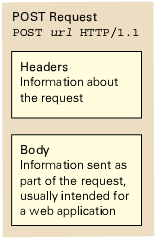 POST Request
POST url HTTP/1.1
Headers
Information about
the request
Body
Information sent as
part of the request,
usually intended for
a web application